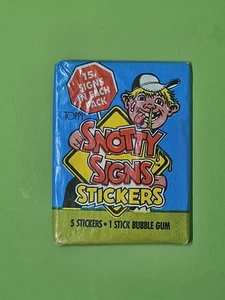 15¢
SIGNS
IN EACH
PACK
TOPPS
SNOTTY
SIGNS
STICKERS
5 STICKERS • 1 STICK BUBBLE GUM